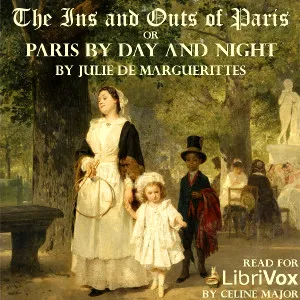 The Ins and Outs of Paris
OR
PARIS BY DAY AND NIGHT
BY JULIE DE MARGUERITTES
READ FOR
LibriVox
BY CELINE MAJOR